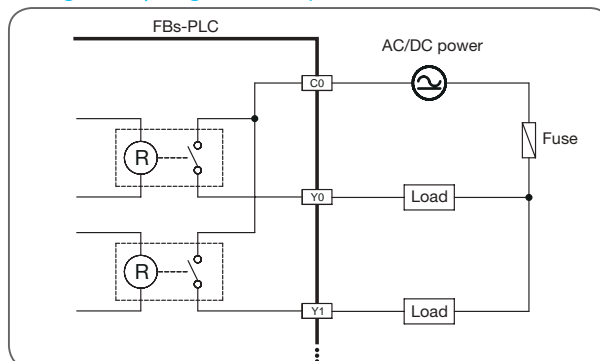 FBs-PLC
AC/DC power
C0
Fuse
R
Y0
Load
R
Y1
Load